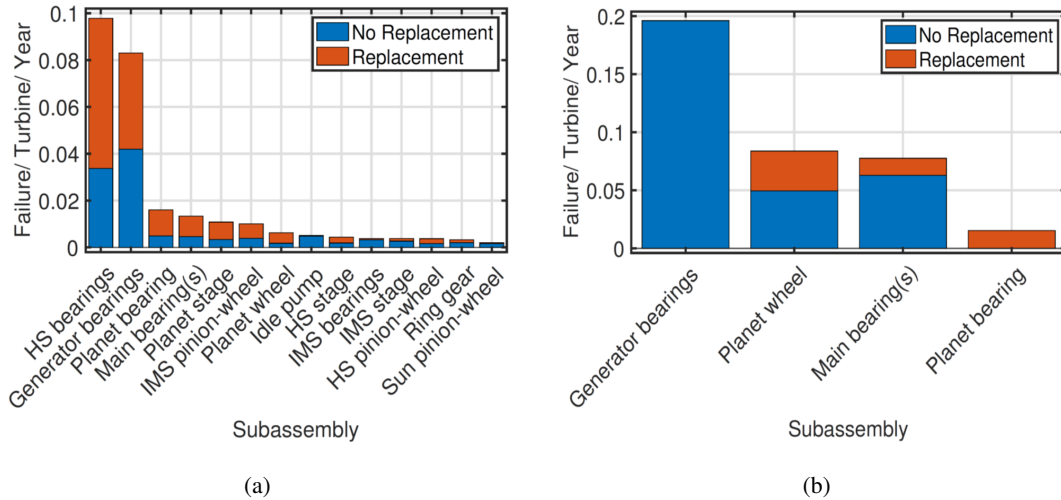 Failure/ Turbine/ Year
0.1
0.08
0.06
0.04
0.02
0
No Replacement
Replacement
HS bearings
Generator bearings
Planet bearing
Main bearing(s)
Planet stage
IMS pinion-wheel
Planet wheel
Idle pump
HS stage
IMS bearings
IMS stage
HS pinion-wheel
Ring gear
Sun pinion-wheel
Subassembly
(a)
Failure/ Turbine/ Year
0.2
0.15
0.1
0.05
0
No Replacement
Replacement
Generator bearings
Planet wheel
Main bearing(s)
Planet bearing
Subassembly
(b)